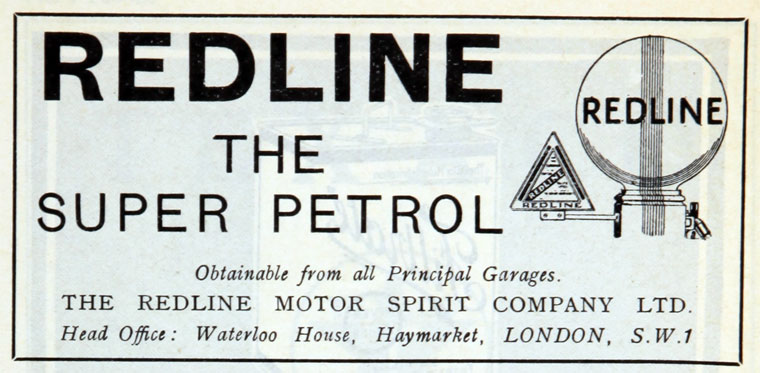 REDLINE
THE
SUPER PETROL
REDLINE
REDLINE
REDLINE
Obtainable from all Principal Garages.
THE REDLINE MOTOR SPIRIT COMPANY LTD.
Head Office: Waterloo House, Haymarket, LONDON, S.W.1